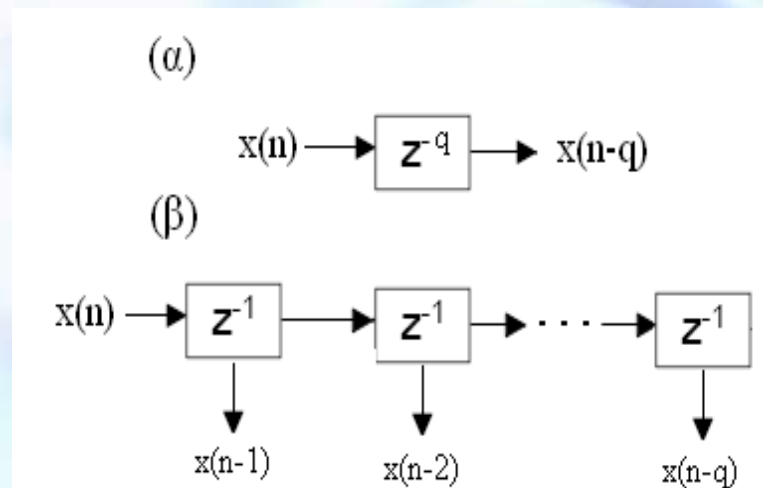 (α)
x(n) z⁻q x(n-q)
(β)
x(n) z⁻¹ z⁻¹ · · · z⁻¹
x(n-1) x(n-2) x(n-q)